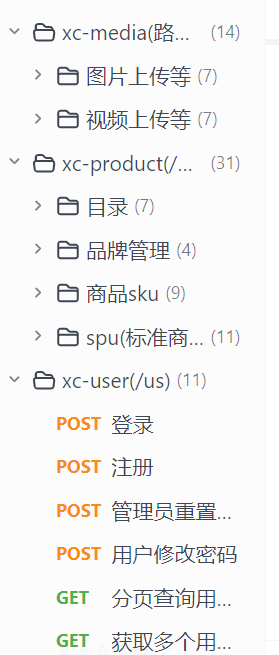 xc-media(路... (14)
图片上传等 (7)
视频上传等 (7)
xc-product(/... (31)
目录 (7)
品牌管理 (4)
商品sku (9)
spu(标准商... (11)
xc-user(/us) (11)
POST 登录
POST 注册
POST 管理员重置...
POST 用户修改密码
GET 分页查询用...
GET 获取多个用...